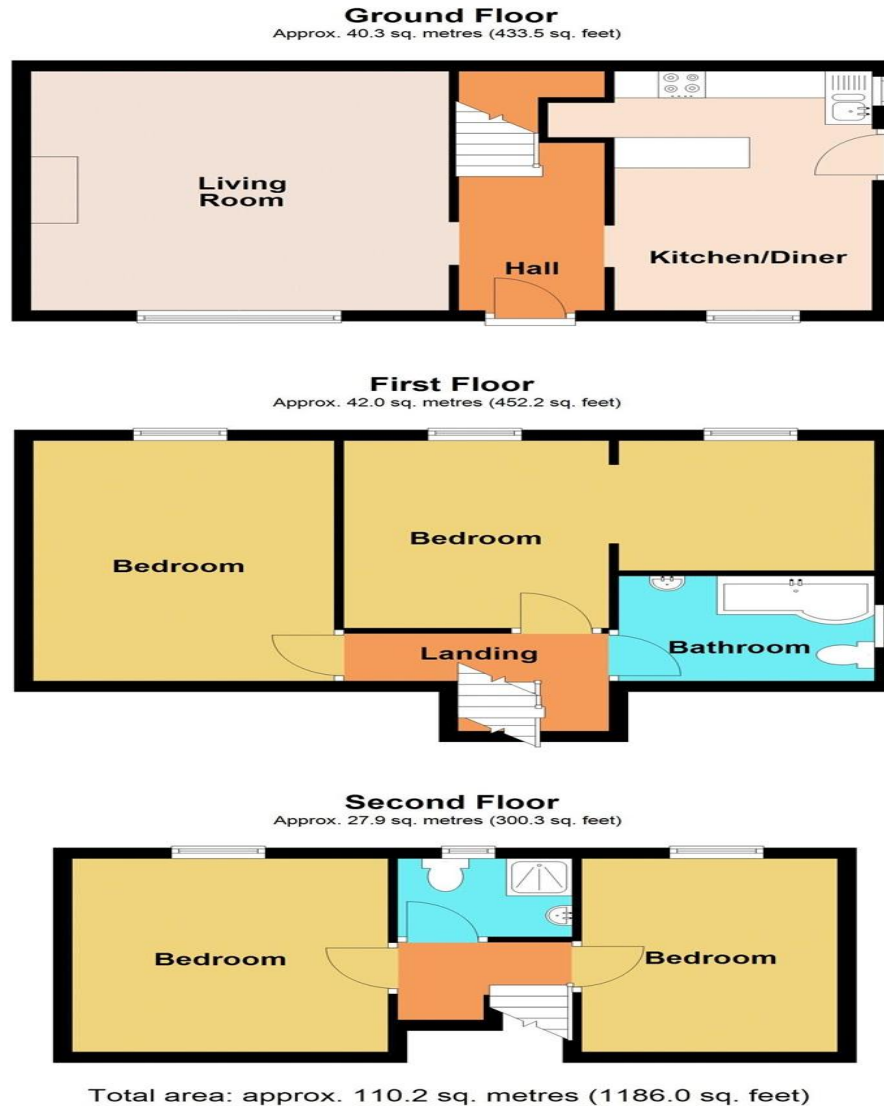 Ground Floor
Approx. 40.3 sq. metres (433.5 sq. feet)
Living
Room
Hall
Kitchen/Diner
First Floor
Approx. 42.0 sq. metres (452.2 sq. feet)
Bedroom
Bedroom
Landing
Bathroom
Second Floor
Approx. 27.9 sq. metres (300.3 sq. feet)
Bedroom
Bedroom
Total area: approx. 110.2 sq. metres (1186.0 sq. feet)